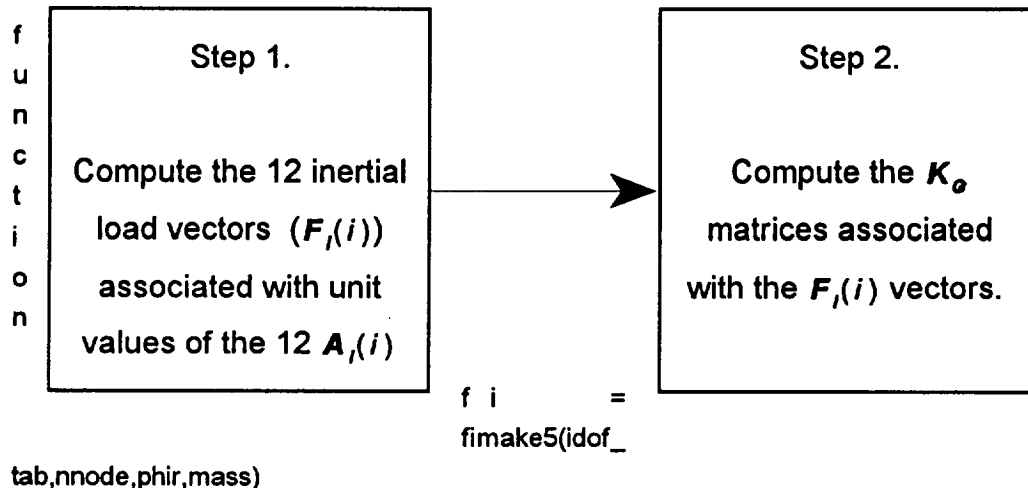 f
u
n
c
t
i
o
n
Step 1.
Compute the 12 inertial
load vectors (F_I(i))
associated with unit
values of the 12 A_I(i)
Step 2.
Compute the K_σ
matrices associated
with the F_I(i) vectors.
f i =
fimake5(idof_
tab,nnode,phir,mass)